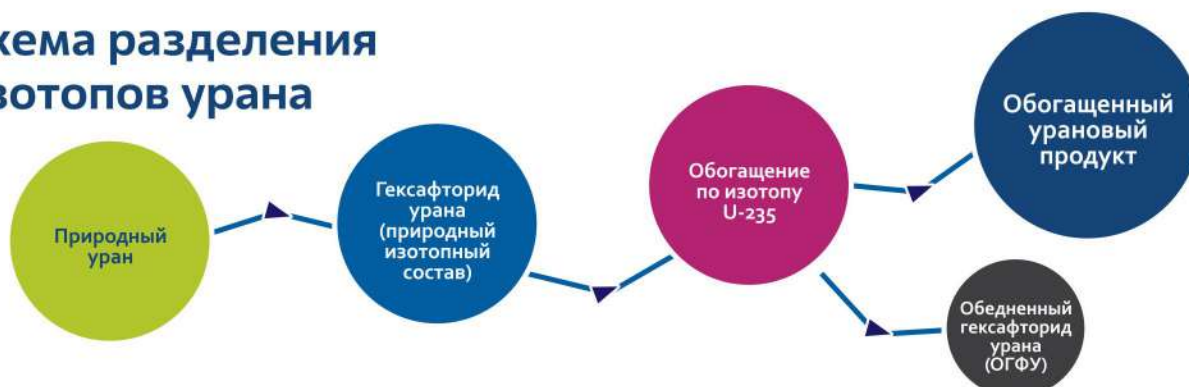 хема разделения
зотопов урана
Природный
уран
Гексафторид
урана
(природный
изотопный
состав)
Обогащение
по изотопу
U-235
Обогащенный
урановый
продукт
Обедненный
гексафторид
урана
(ОГФУ)